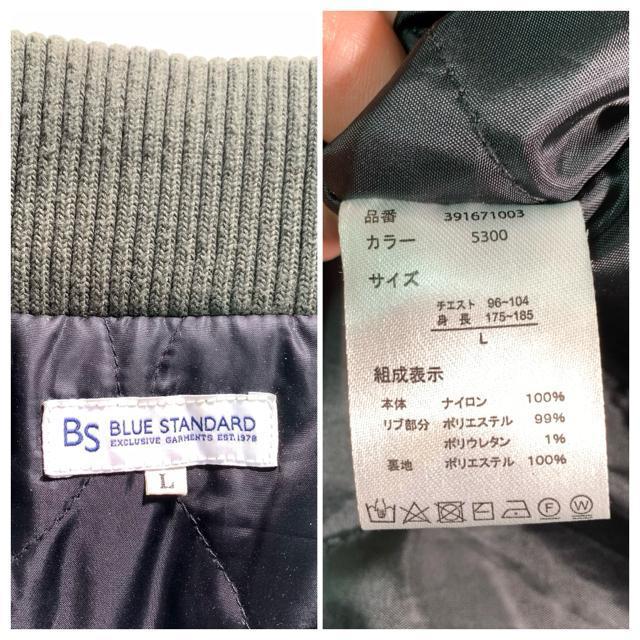 BS BLUE STANDARD
EXCLUSIVE GARMENTS EST.1978
L
品番 391671003
カラー 5300
サイズ
チエスト 96~104
身長 175~185
L
組成表示
本体 ナイロン 100%
リブ部分 ポリエステル 99%
ポリウレタン 1%
裏地 ポリエステル 100%
F W